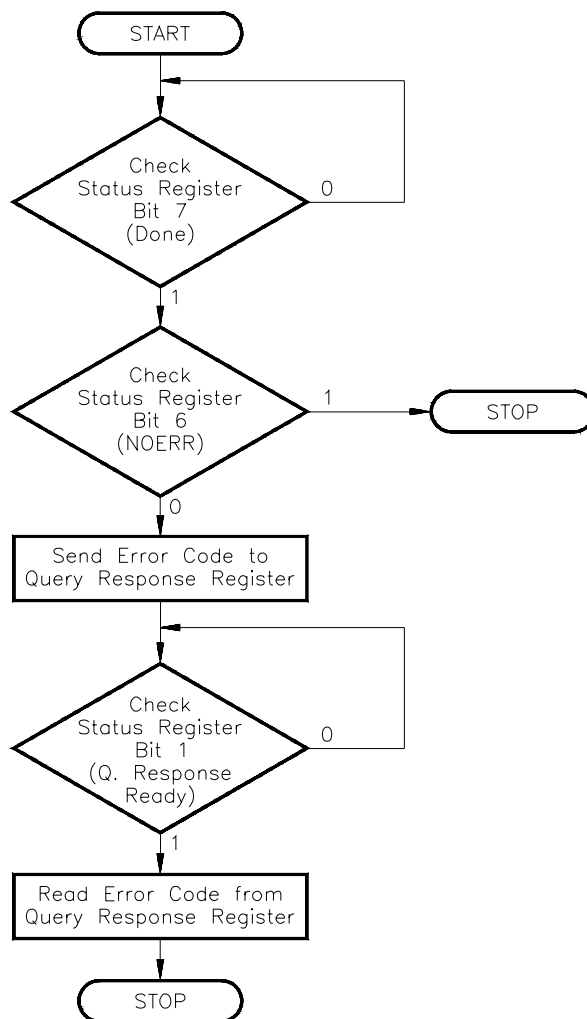 START
Check
Status Register
Bit 7
(Done)
0
1
Check
Status Register
Bit 6
(NOERR)
1
STOP
0
Send Error Code to
Query Response Register
Check
Status Register
Bit 1
(Q. Response
Ready)
0
1
Read Error Code from
Query Response Register
STOP